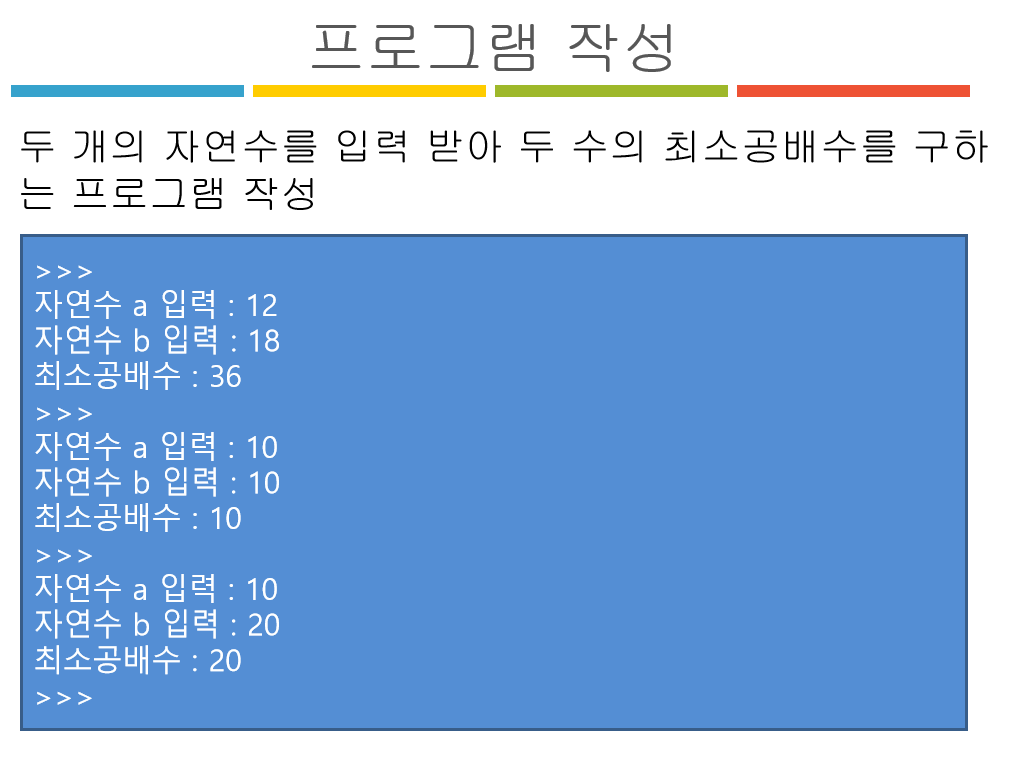 프로그램 작성
두 개의 자연수를 입력 받아 두 수의 최소공배수를 구하
는 프로그램 작성
>>>
자연수 a 입력 : 12
자연수 b 입력 : 18
최소공배수 : 36
>>>
자연수 a 입력 : 10
자연수 b 입력 : 10
최소공배수 : 10
>>>
자연수 a 입력 : 10
자연수 b 입력 : 20
최소공배수 : 20
>>>